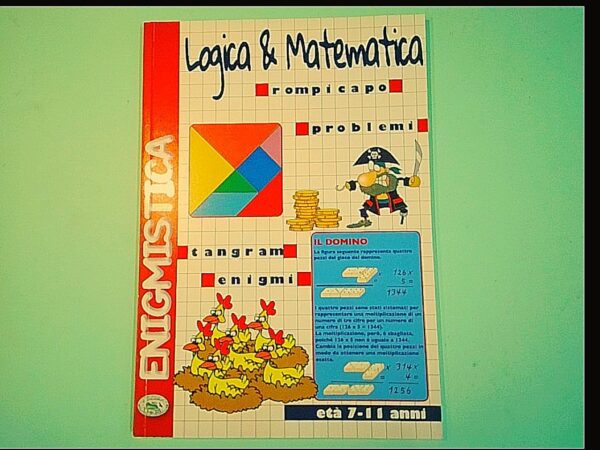 Logica & Matematica
rompicapo
problemi
ENIGMISTICA
tangram
enigmi
IL DOMINO
La figura seguente rappresenta quattro
pezzi del gioco del domino.
126 x
5 =
1344
I quattro pezzi sono stati sistemati per
rappresentare una moltiplicazione di un
numero di tre cifre per un numero di
una cifra (126 x 5 = 1344).
La moltiplicazione, però, è sbagliata,
poiché 126 x 5 non è uguale a 1344.
Cambia la posizione dei quattro pezzi in
modo da ottenere una moltiplicazione
esatta.
x 314 x
= 4 =
1256
età 7-11 anni